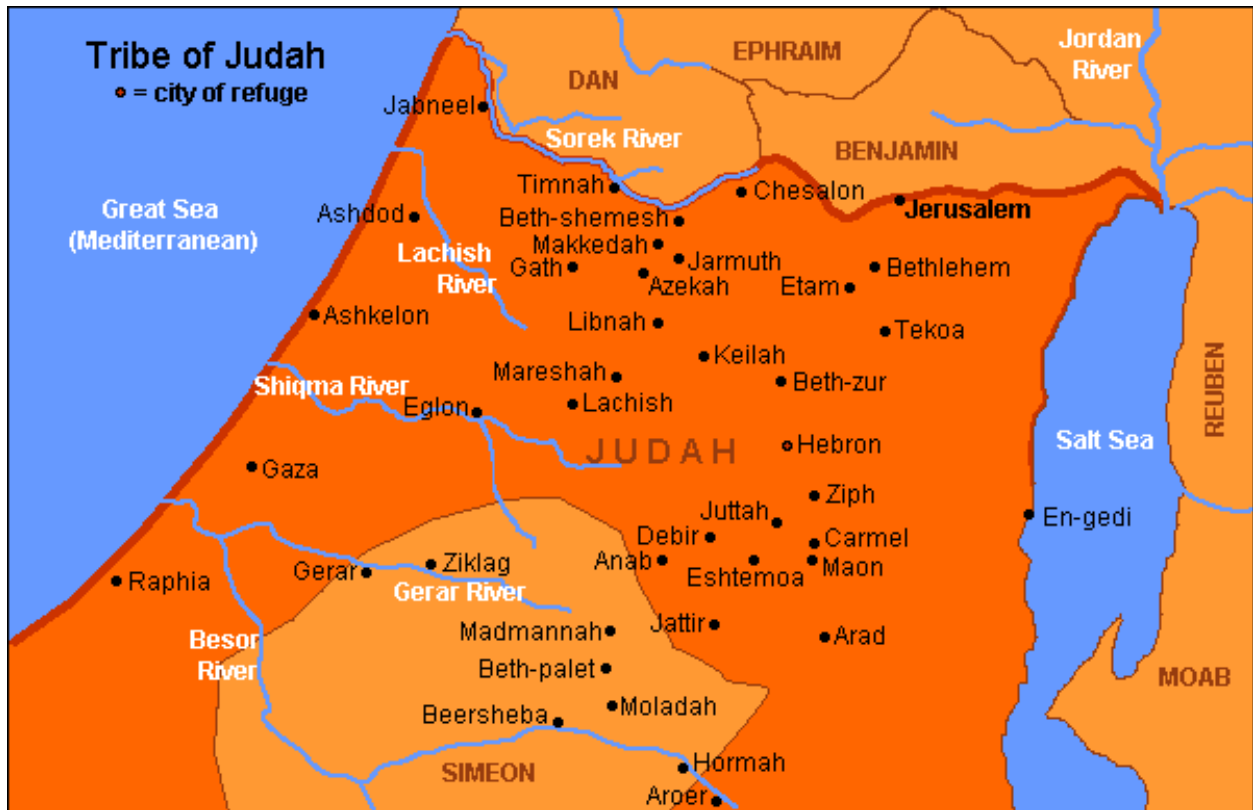 Tribe of Judah
= city of refuge
EPHRAIM
Jordan
River
DAN
Jabneel
Sorek River
BENJAMIN
Timnah
Chesalon
Great Sea
(Mediterranean)
Ashdod
Beth-shemesh
Jerusalem
Makkedah
Lachish
River
Gath
Jarmuth
Bethlehem
Azekah
Etam
Ashkelon
Libnah
Tekoa
Keilah
Shiqma River
Mareshah
Beth-zur
Eglon
Lachish
REUBEN
JUDAH
Hebron
Salt Sea
Gaza
Ziph
Juttah
En-gedi
Debir
Carmel
Ziklag
Anab
Eshtemoa
Maon
Gerar
Raphia
Gerar River
Madmannah
Jattir
Arad
Besor
River
Beth-palet
MOAB
Moladah
Beersheba
SIMEON
Hormah
Aroer